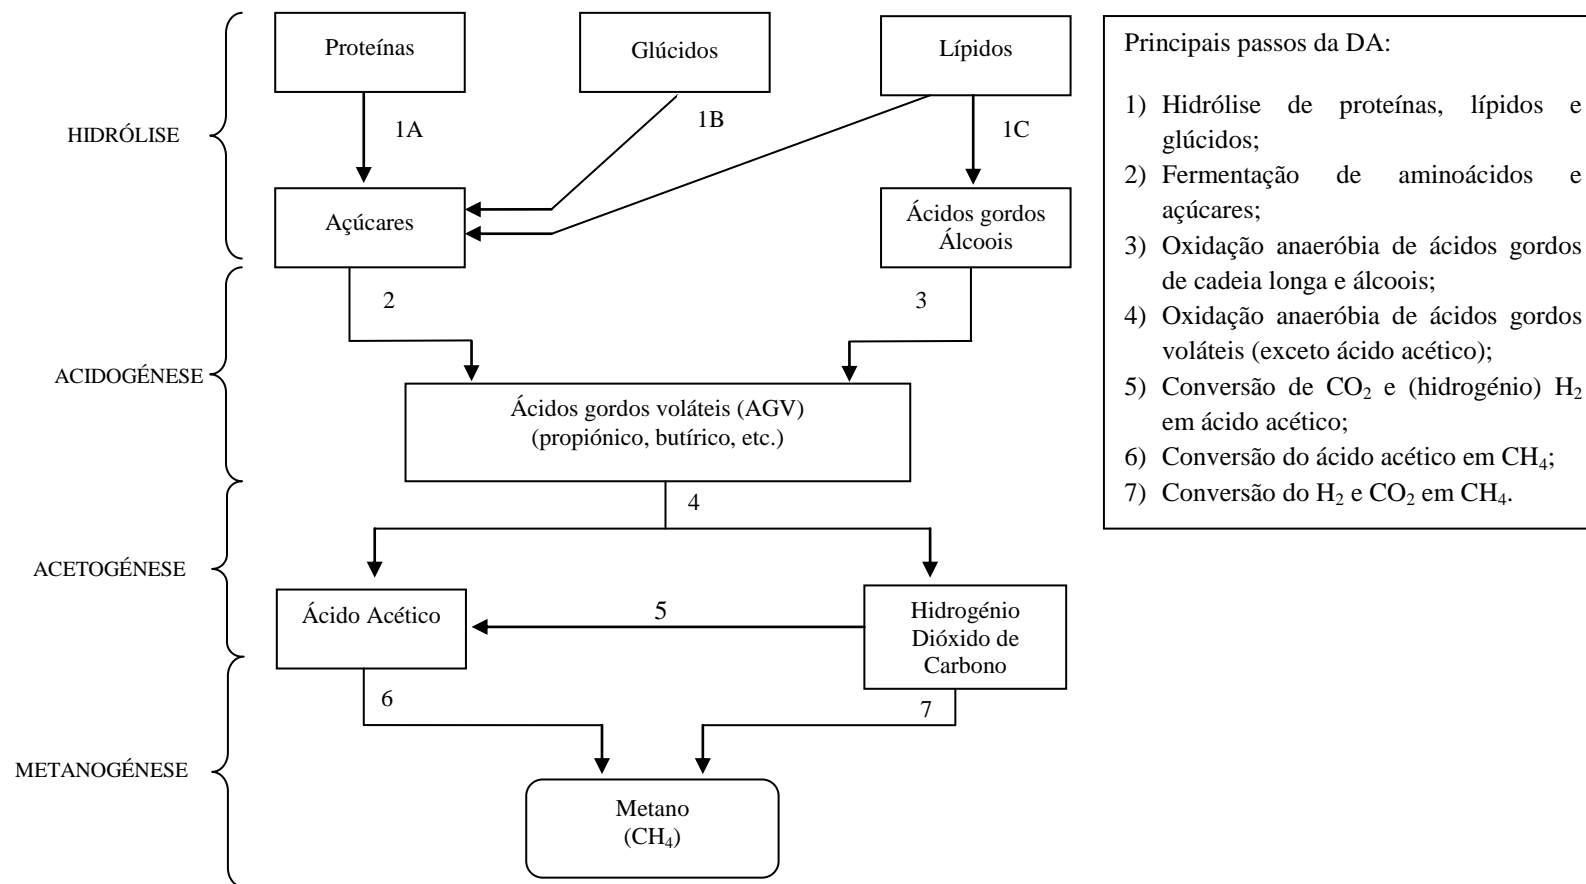 Proteínas
Glúcidos
Lípidos
HIDRÓLISE
1A
1B
1C
Açúcares
Ácidos gordos
Álcoois
2
3
ACIDOGÉNESE
Ácidos gordos voláteis (AGV)
(propiónico, butírico, etc.)
4
ACETOGÉNESE
Ácido Acético
5
Hidrogénio
Dióxido de
Carbono
6
7
METANOGÉNESE
Metano
(CH₄)
Principais passos da DA:
1) Hidrólise de proteínas, lípidos e
glúcidos;
2) Fermentação de aminoácidos e
açúcares;
3) Oxidação anaeróbia de ácidos gordos
de cadeia longa e álcoois;
4) Oxidação anaeróbia de ácidos gordos
voláteis (exceto ácido acético);
5) Conversão de CO₂ e (hidrogénio) H₂
em ácido acético;
6) Conversão do ácido acético em CH₄;
7) Conversão do H₂ e CO₂ em CH₄.